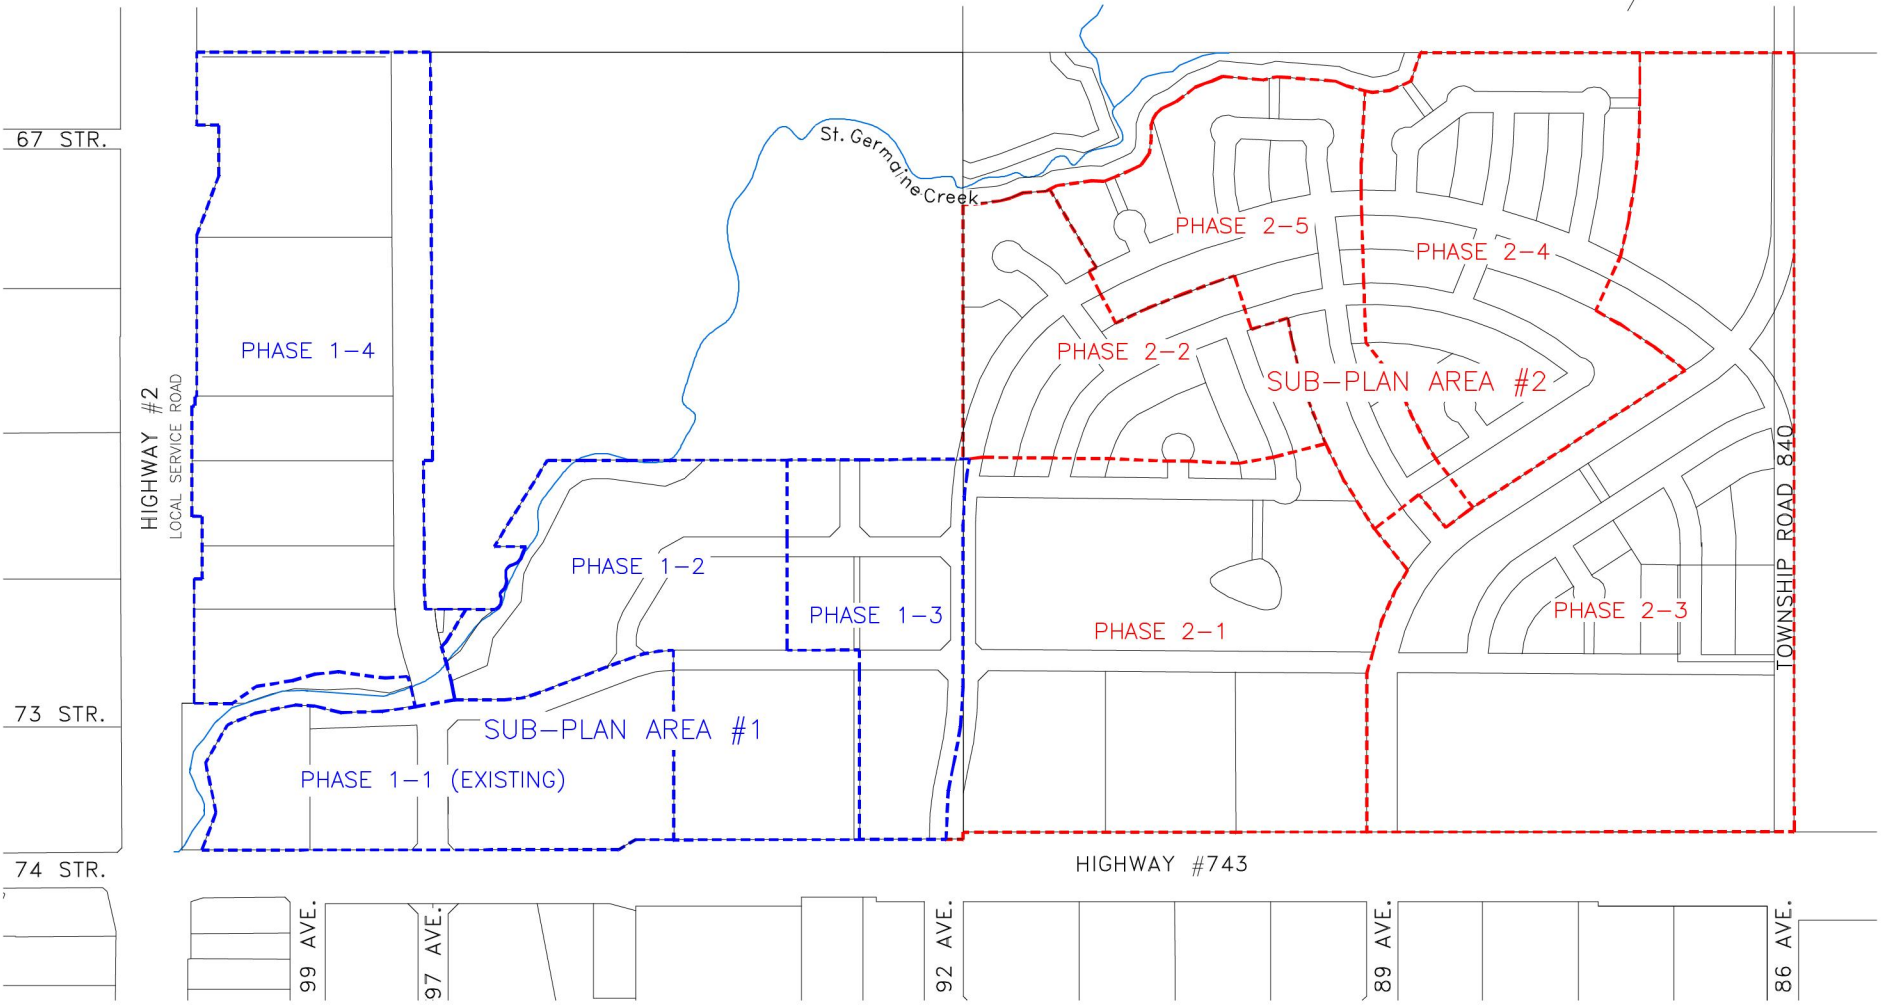 67 STR.
St. Germaine Creek
PHASE 2-5
PHASE 2-4
PHASE 1-4
PHASE 2-2
SUB-PLAN AREA #2
HIGHWAY #2
LOCAL SERVICE ROAD
TOWNSHIP ROAD 840
PHASE 1-2
PHASE 1-3
PHASE 2-3
PHASE 2-1
73 STR.
SUB-PLAN AREA #1
PHASE 1-1 (EXISTING)
74 STR.
HIGHWAY #743
99 AVE.
97 AVE.
92 AVE.
89 AVE.
86 AVE.